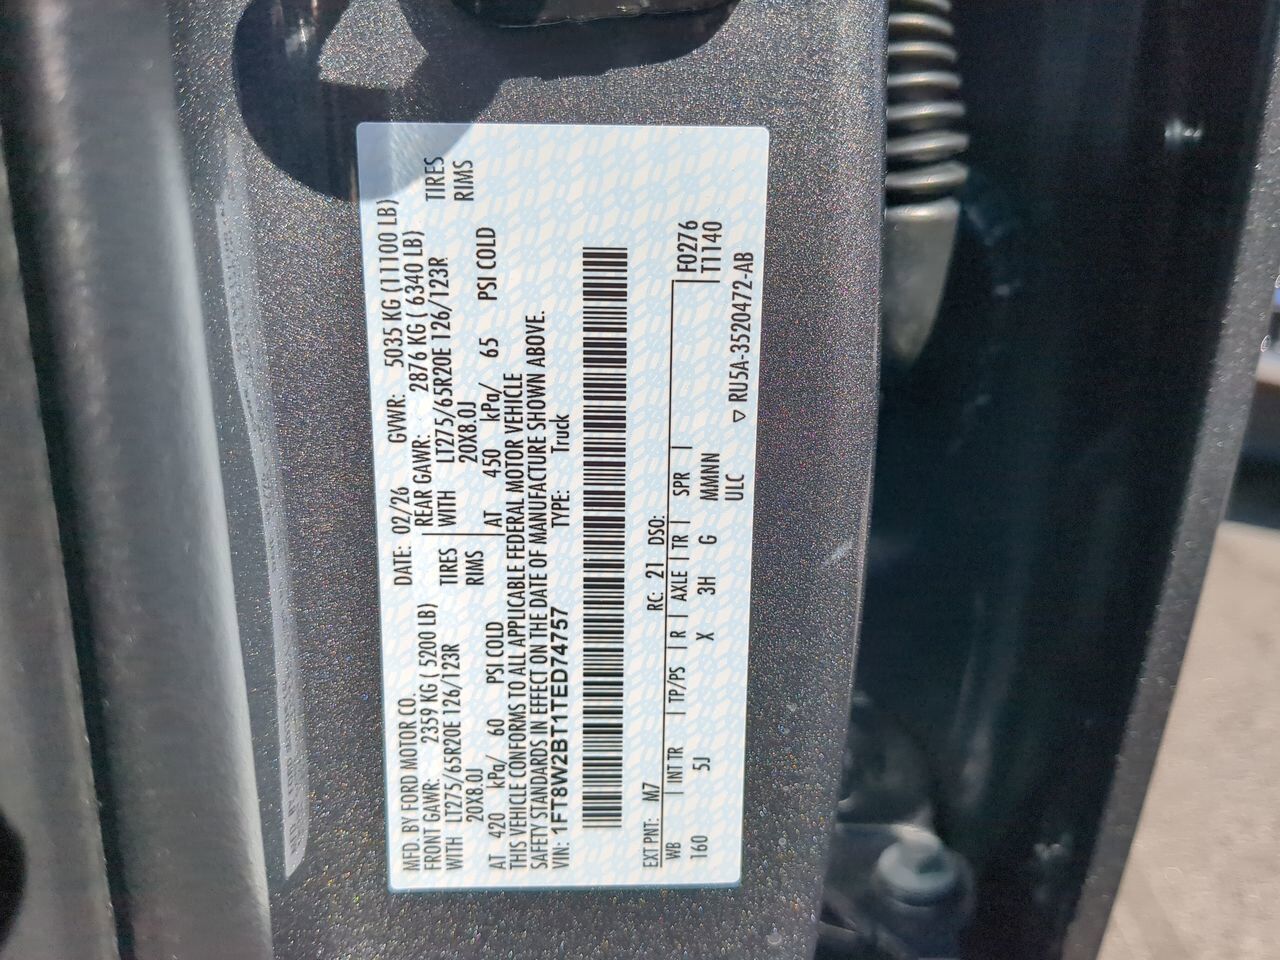 MFD. BY FORD MOTOR CO. DATE: 02/26 GVWR: 5035 KG (11100 LB)
FRONT GAWR: 2359 KG ( 5200 LB) REAR GAWR: 2876 KG ( 6340 LB)
WITH LT275/65R20E 126/123R TIRES WITH LT275/65R20E 126/123R TIRES
20X8.0J RIMS 20X8.0J RIMS
AT 420 kPa/ 60 PSI COLD AT 450 kPa/ 65 PSI COLD
THIS VEHICLE CONFORMS TO ALL APPLICABLE FEDERAL MOTOR VEHICLE
SAFETY STANDARDS IN EFFECT ON THE DATE OF MANUFACTURE SHOWN ABOVE.
VIN: 1FT8W2BT1TED74757 TYPE: Truck
EXT PNT: M7 RC: 21 DSO: F0276
WB | INT TR | TP/PS | R | AXLE | TR | SPR | T1140
160 5J X 3H G MMNN
ULC ▽ RU5A-3520472-AB